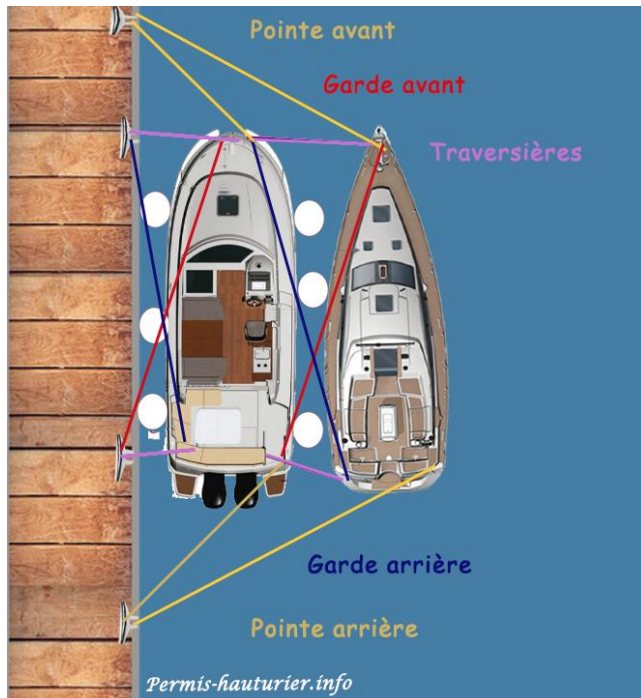 Pointe avant
Garde avant
Traversières
Garde arrière
Pointe arrière
Permis-hauturier.info